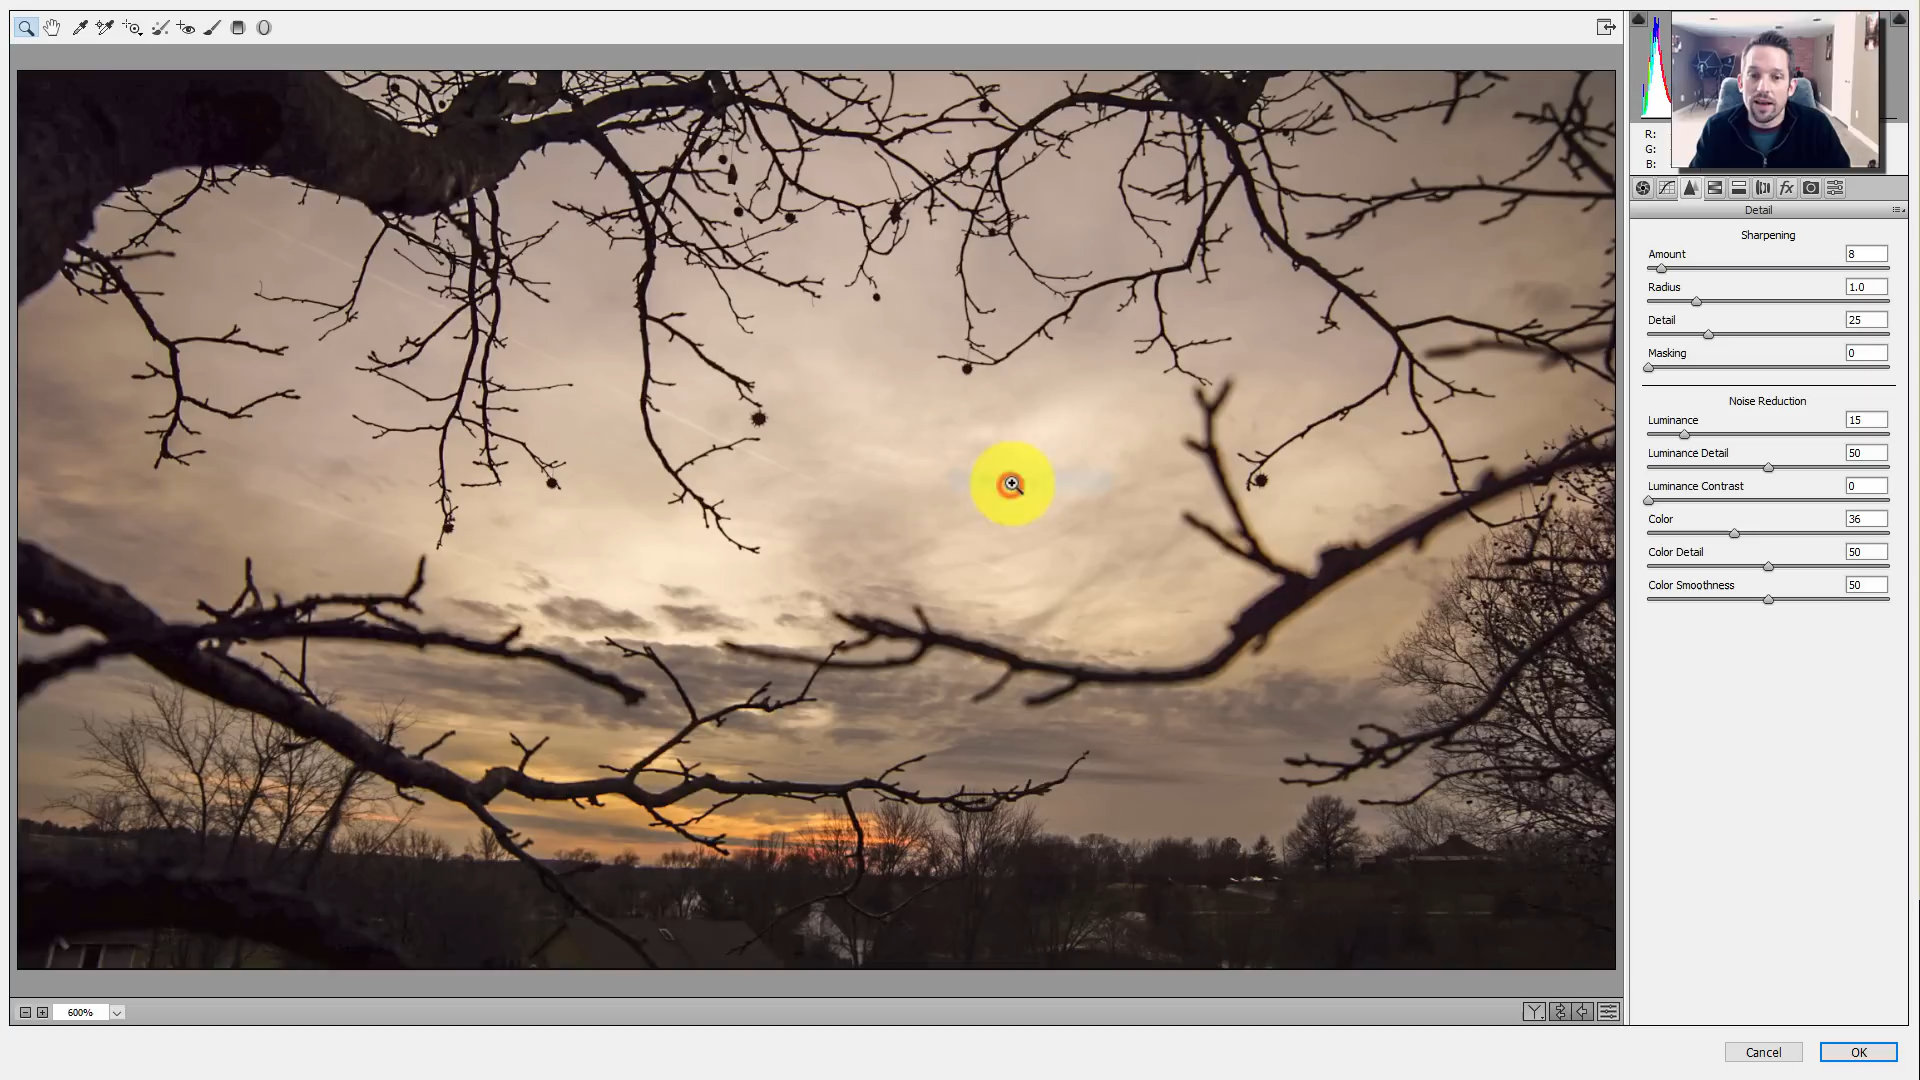 R:
G:
B:
fx
Detail
Sharpening
Amount 8
Radius 1.0
Detail 25
Masking 0
Noise Reduction
Luminance 15
Luminance Detail 50
Luminance Contrast 0
Color 36
Color Detail 50
Color Smoothness 50
600%
Y
Cancel OK